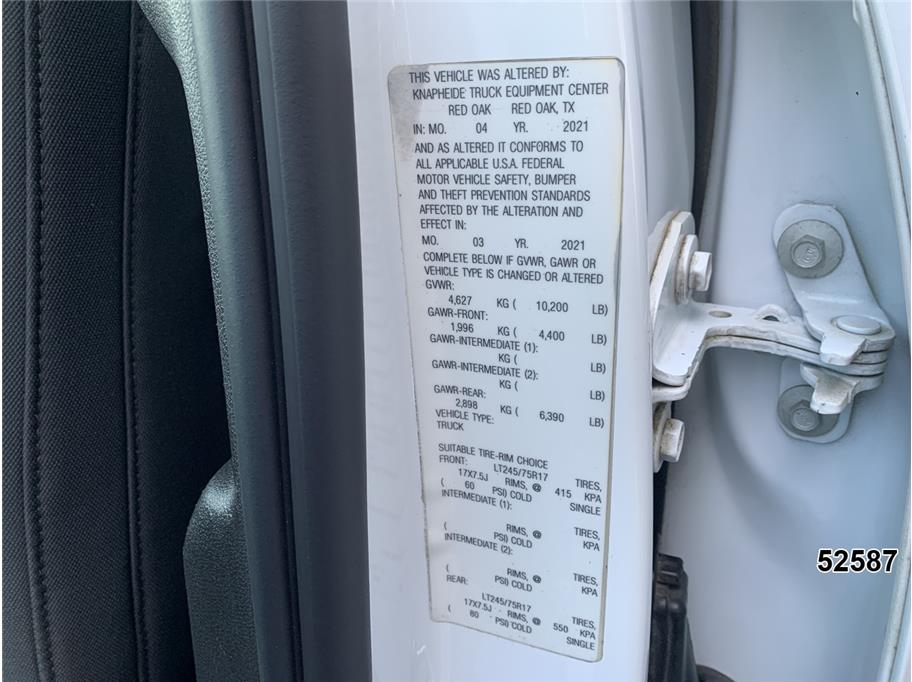 THIS VEHICLE WAS ALTERED BY:
KNAPHEIDE TRUCK EQUIPMENT CENTER
RED OAK RED OAK, TX
IN: MO. 04 YR. 2021
AND AS ALTERED IT CONFORMS TO
ALL APPLICABLE U.S.A. FEDERAL
MOTOR VEHICLE SAFETY, BUMPER
AND THEFT PREVENTION STANDARDS
AFFECTED BY THE ALTERATION AND
EFFECT IN:
MO. 03 YR. 2021
COMPLETE BELOW IF GVWR, GAWR OR
VEHICLE TYPE IS CHANGED OR ALTERED
GVWR:
4,627 KG ( 10,200 LB)
GAWR-FRONT:
1,996 KG ( 4,400 LB)
GAWR-INTERMEDIATE (1):
KG ( LB)
GAWR-INTERMEDIATE (2):
KG ( LB)
GAWR-REAR:
2,898 KG ( 6,390 LB)
VEHICLE TYPE:
TRUCK
SUITABLE TIRE-RIM CHOICE
FRONT: LT245/75R17 TIRES,
17X7.5J RIMS, @ 415 KPA
( 60 PSI) COLD SINGLE
INTERMEDIATE (1):
TIRES,
RIMS, @ KPA
( PSI) COLD
INTERMEDIATE (2):
TIRES,
RIMS, @ KPA
( PSI) COLD
REAR: LT245/75R17 TIRES,
17X7.5J RIMS, @ 550 KPA
( 80 PSI) COLD SINGLE
52587